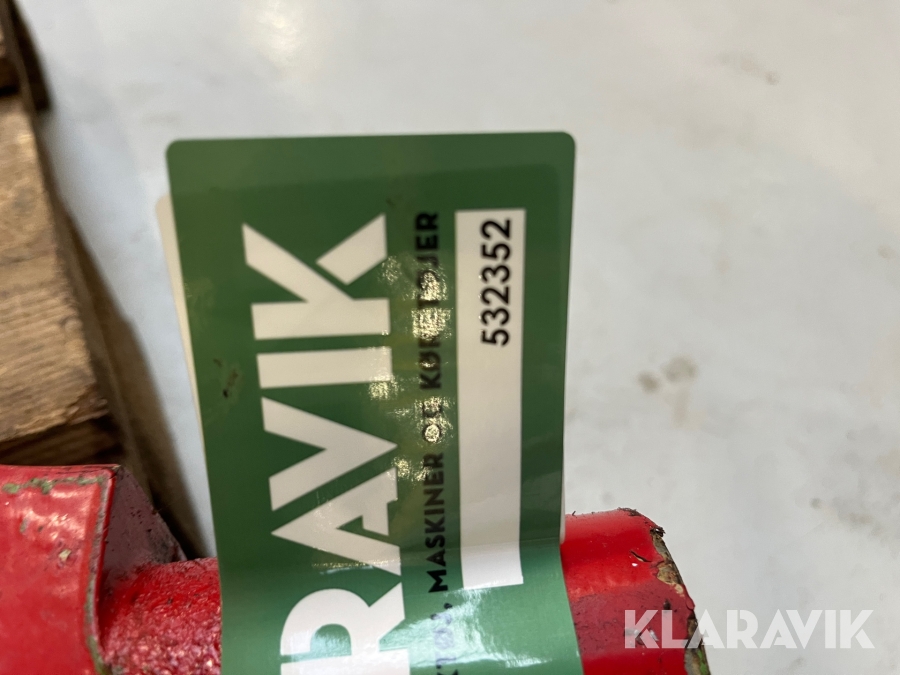 RAVIK
, MASKINER OG KØRETØJER
532352
KLARAVIK